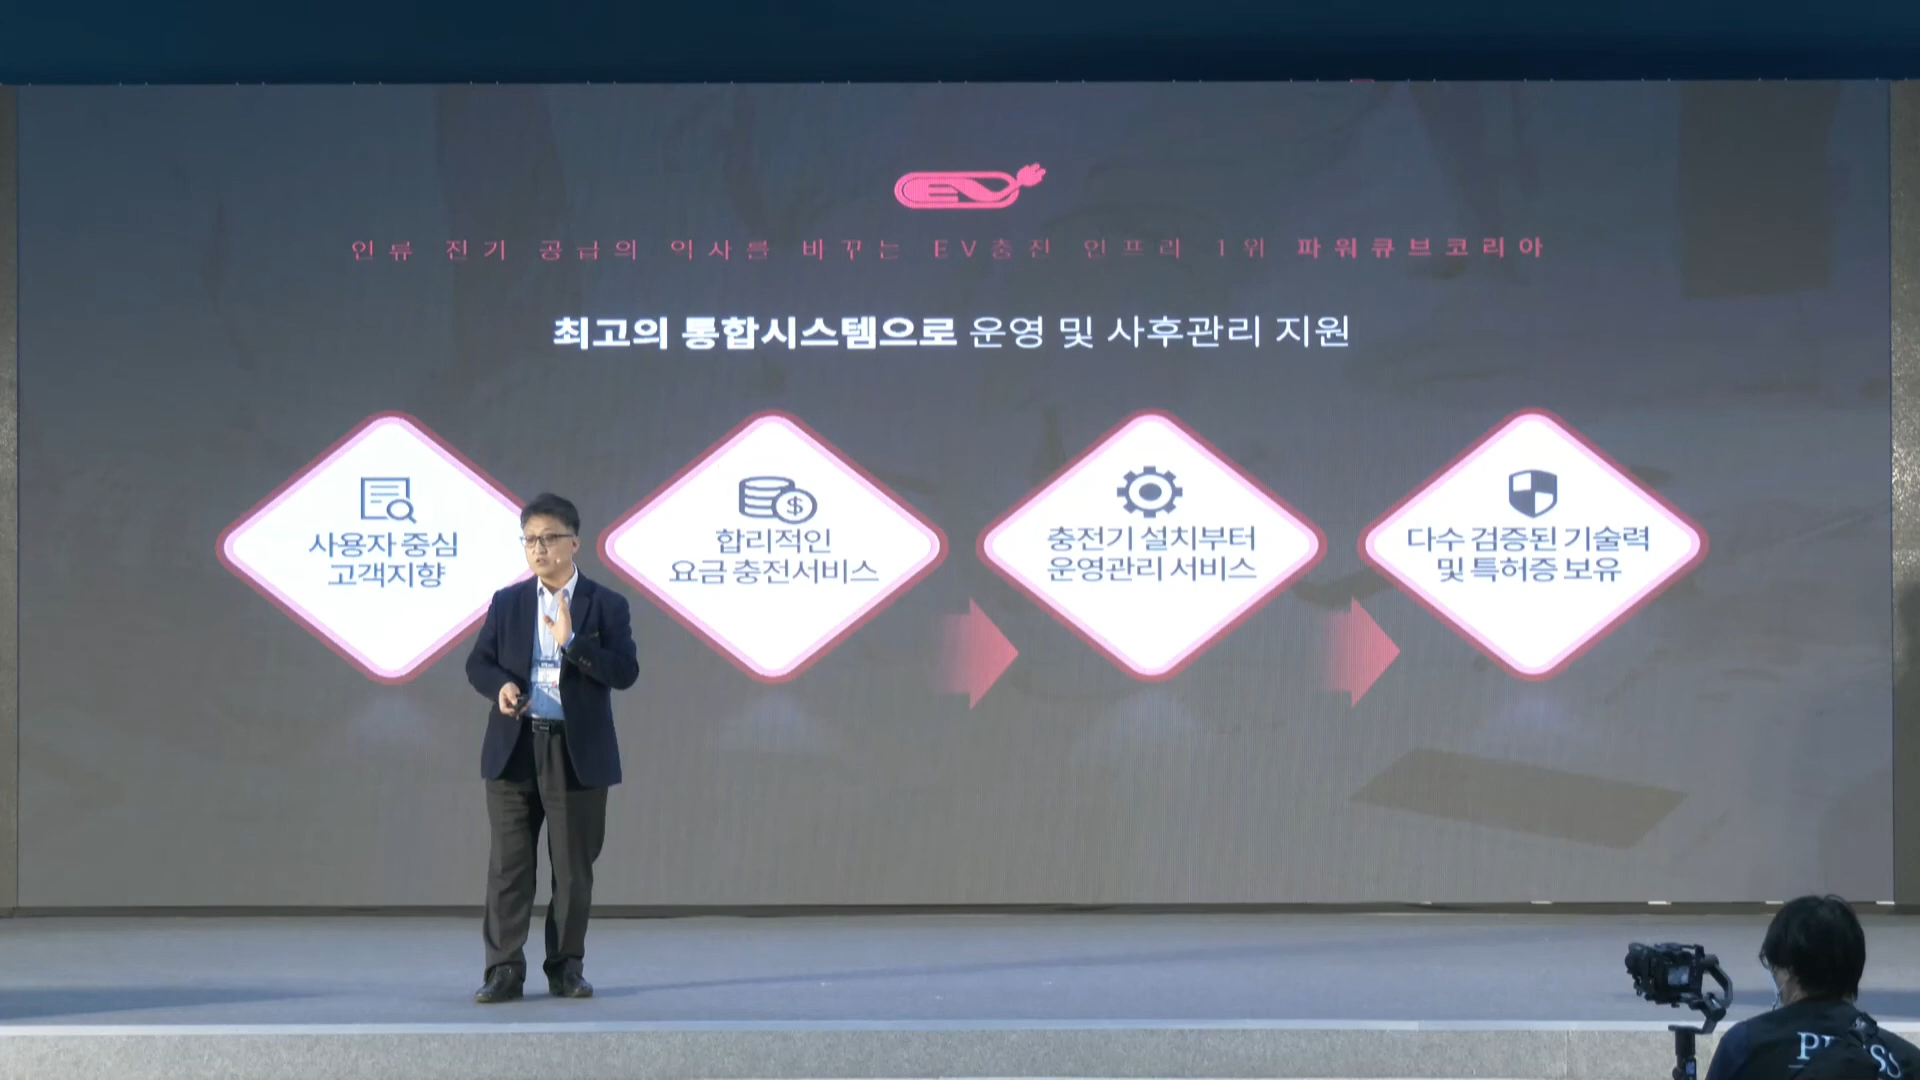 EV
인류 전기 공급의 역사를 바꾸는 EV충전 인프라 1위 파워큐브코리아
최고의 통합시스템으로 운영 및 사후관리 지원
사용자 중심
고객지향
합리적인
요금 충전서비스
충전기 설치부터
운영관리 서비스
다수 검증된 기술력
및 특허증 보유